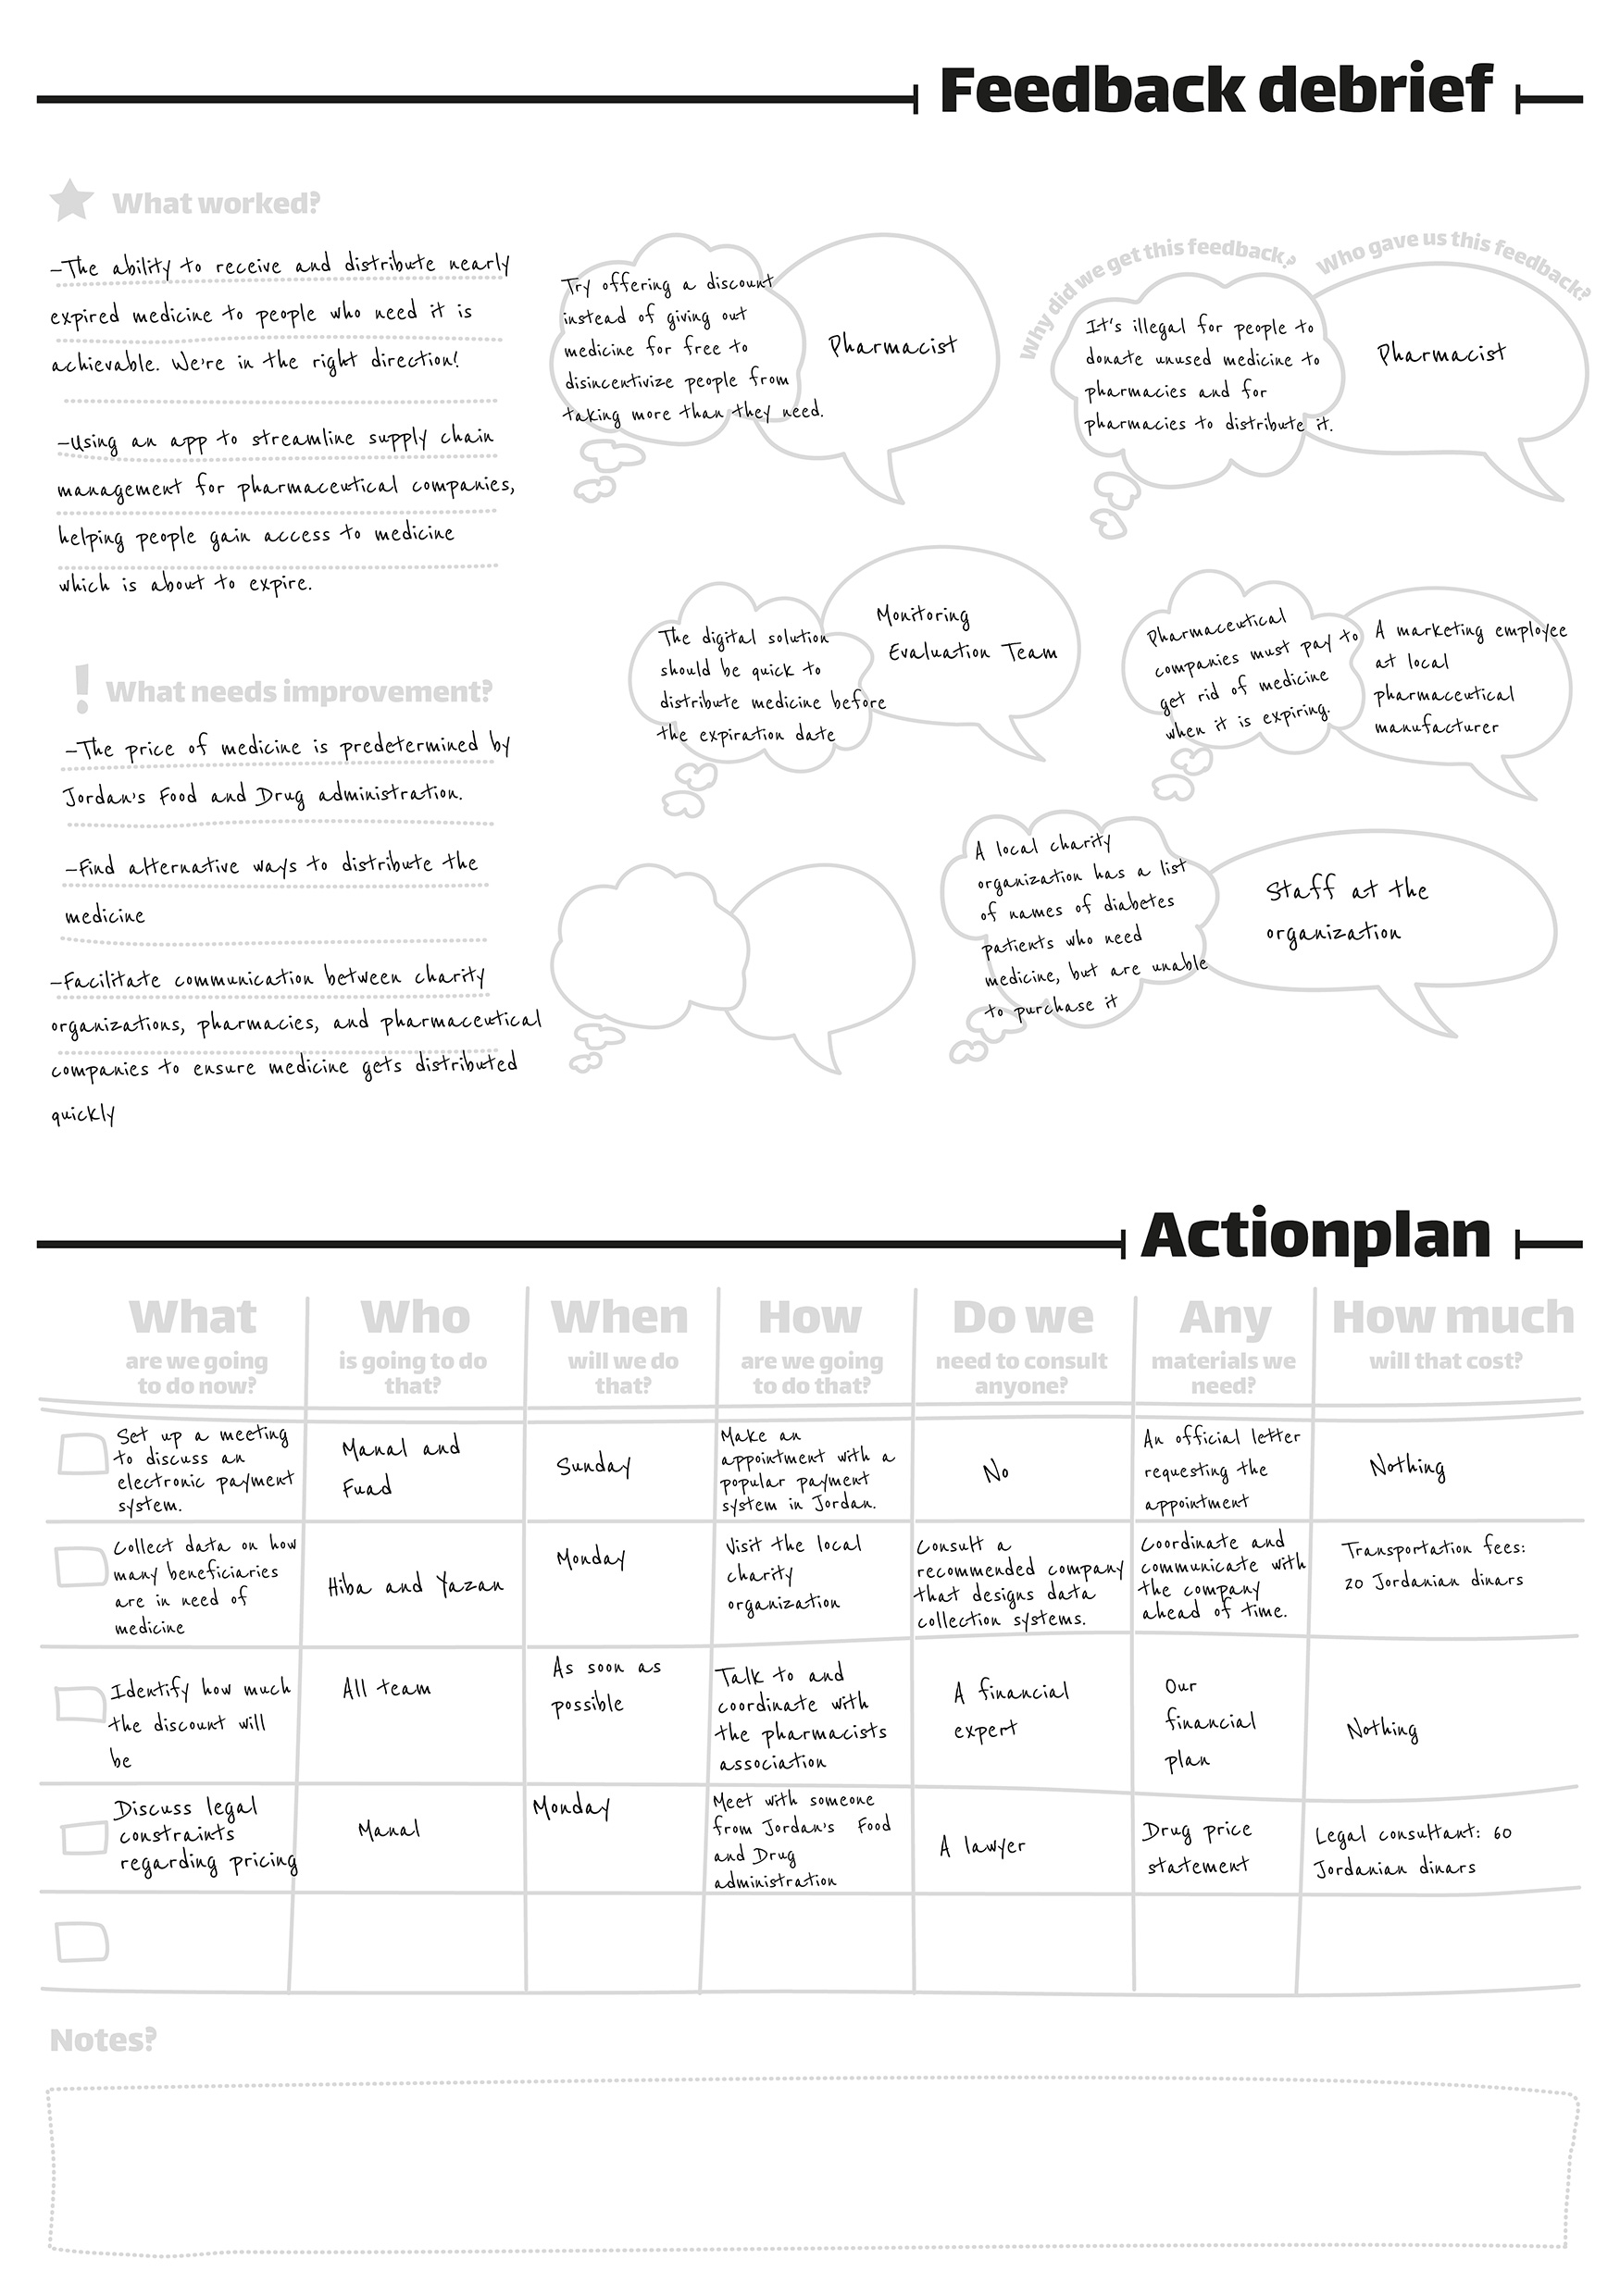 Feedback debrief
What worked?
-The ability to receive and distribute nearly
expired medicine to people who need it is
achievable. We're in the right direction!
-Using an app to streamline supply chain
management for pharmaceutical companies,
helping people gain access to medicine
which is about to expire.
! What needs improvement?
-The price of medicine is predetermined by
Jordan's Food and Drug administration.
-Find alternative ways to distribute the
medicine
-Facilitate communication between charity
organizations, pharmacies, and pharmaceutical
companies to ensure medicine gets distributed
quickly
Try offering a discount
instead of giving out
medicine for free to
disincentivize people from
taking more than they need.
Pharmacist
Why did we get this feedback?
Who gave us this feedback?
It's illegal for people to
donate unused medicine to
pharmacies and for
pharmacies to distribute it.
Pharmacist
The digital solution
should be quick to
distribute medicine before
the expiration date
Monitoring
Evaluation Team
Pharmaceutical
companies must pay to
get rid of medicine
when it is expiring.
A marketing employee
at local
pharmaceutical
manufacturer
A local charity
organization has a list
of names of diabetes
patients who need
medicine, but are unable
to purchase it
Staff at the
organization
Actionplan
What
are we going
to do now?
Who
is going to do
that?
When
will we do
that?
How
are we going
to do that?
Do we
need to consult
anyone?
Any
materials we
need?
How much
will that cost?
Set up a meeting
to discuss an
electronic payment
system.
Manal and
Fuad
Sunday
Make an
appointment with a
popular payment
system in Jordan.
No
An official letter
requesting the
appointment
Nothing
Collect data on how
many beneficiaries
are in need of
medicine
Hiba and Yazan
Monday
Visit the local
charity
organization
Consult a
recommended company
that designs data
collection systems.
Coordinate and
communicate with
the company
ahead of time.
Transportation fees:
20 Jordanian dinars
Identify how much
the discount will
be
All team
As soon as
possible
Talk to and
coordinate with
the pharmacists
association
A financial
expert
Our
financial
plan
Nothing
Discuss legal
constraints
regarding pricing
Manal
Monday
Meet with someone
from Jordan's Food
and Drug
administration
A lawyer
Drug price
statement
Legal consultant: 60
Jordanian dinars
Notes?